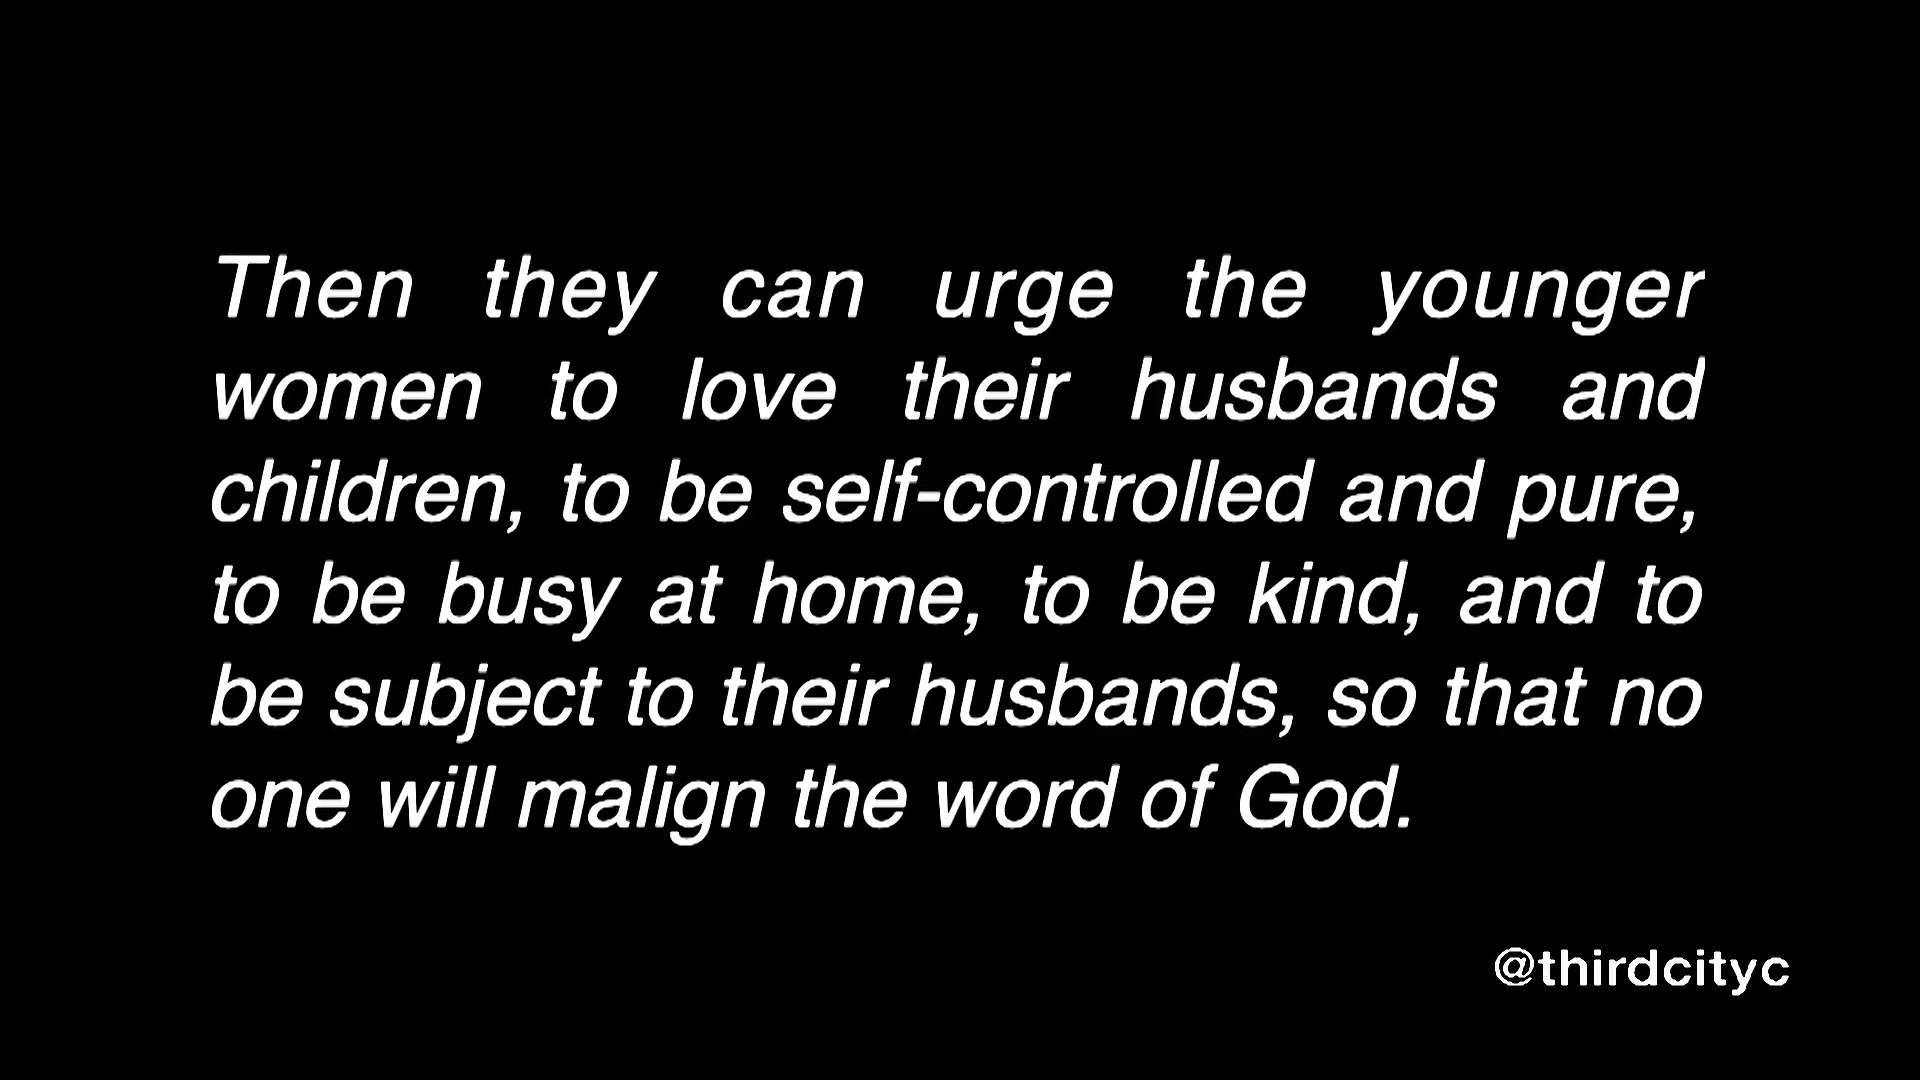 Then they can urge the younger
women to love their husbands and
children, to be self-controlled and pure,
to be busy at home, to be kind, and to
be subject to their husbands, so that no
one will malign the word of God.
@thirdcityc